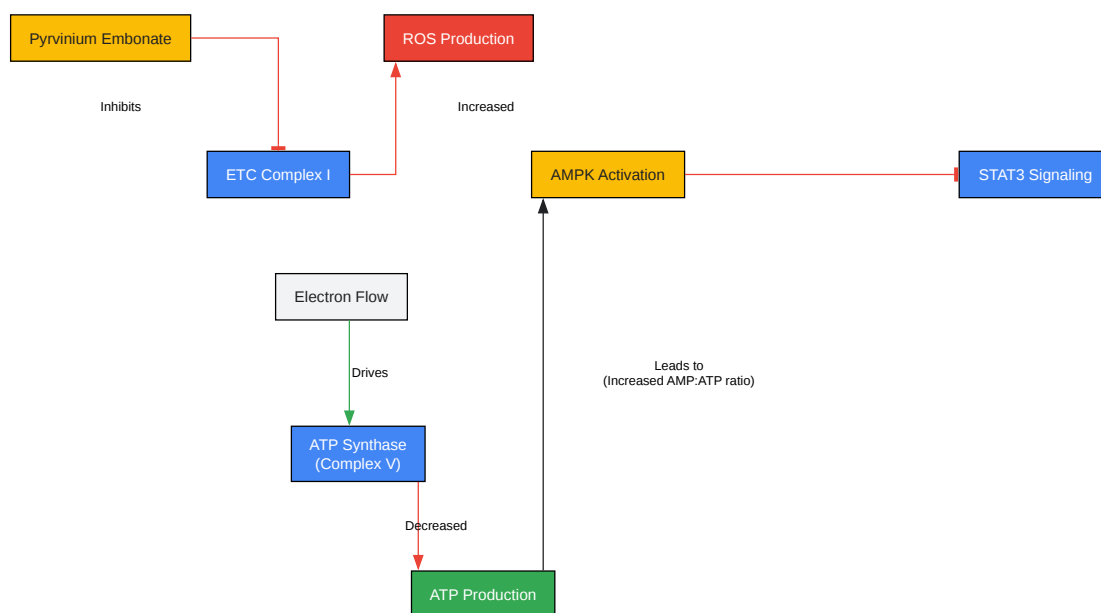 Pyrvinium Embonate
ROS Production
Inhibits
Increased
ETC Complex I
AMPK Activation
STAT3 Signaling
Electron Flow
Leads to
(Increased AMP:ATP ratio)
Drives
ATP Synthase
(Complex V)
Decreased
ATP Production